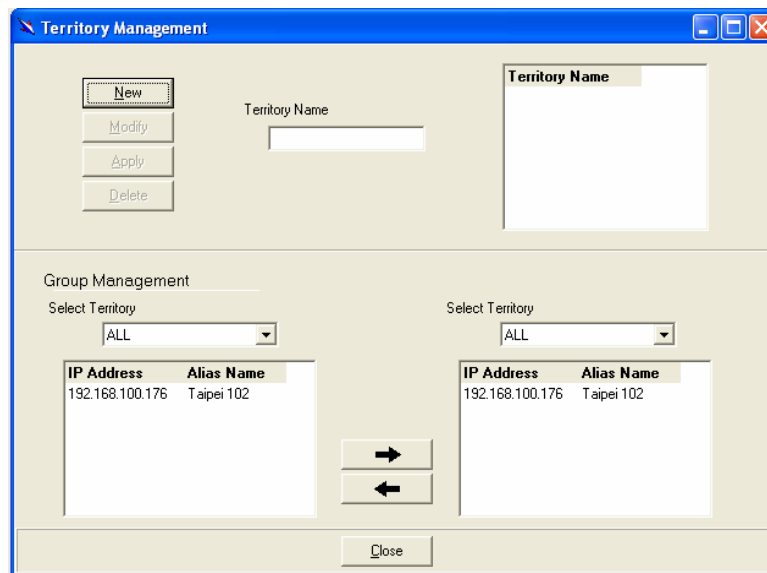 Territory Management
New
Modify
Apply
Delete
Territory Name
Territory Name
Group Management
Select Territory
ALL
IP Address Alias Name
192.168.100.176 Taipei 102
Select Territory
ALL
IP Address Alias Name
192.168.100.176 Taipei 102
Close